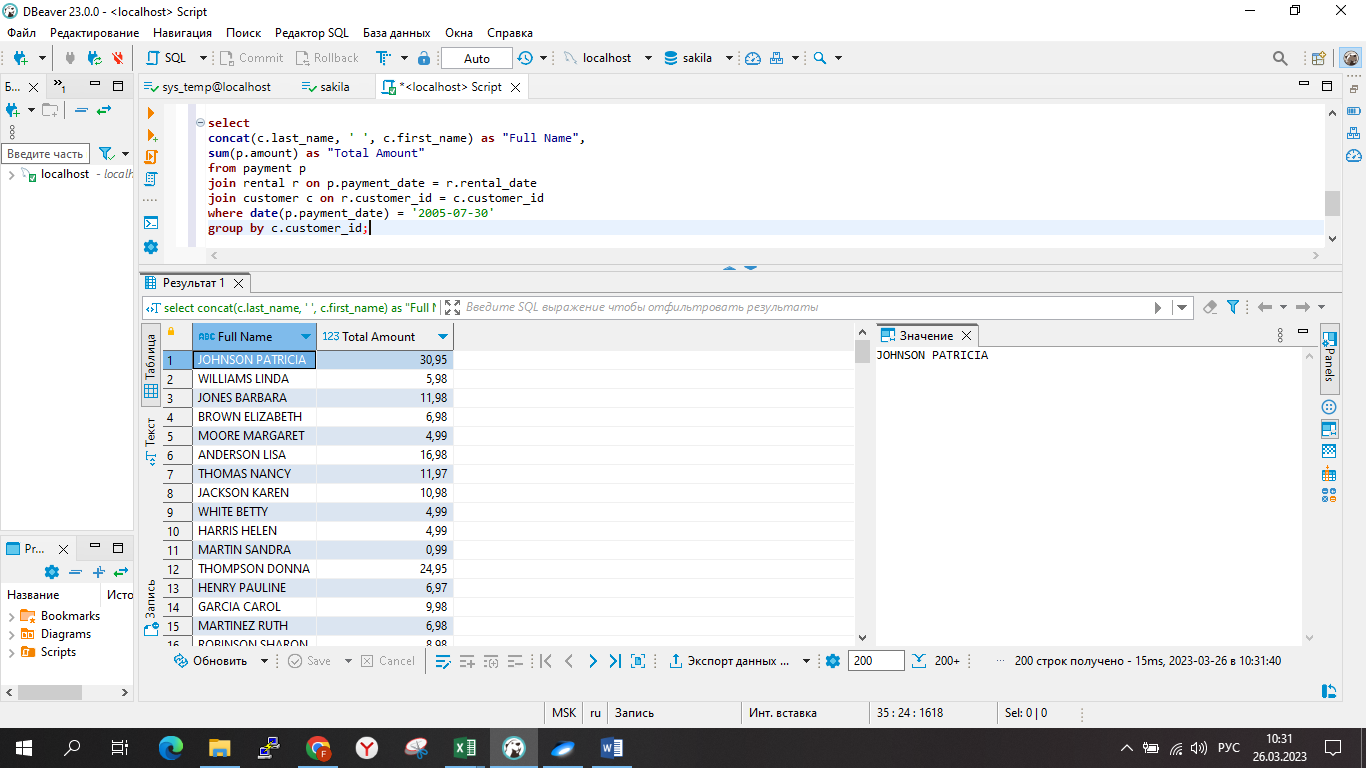 DBeaver 23.0.0 - <localhost> Script
Файл Редактирование Навигация Поиск Редактор SQL База данных Окна Справка
SQL Commit Rollback Auto localhost sakila
Б... 1 sys_temp@localhost sakila *<localhost> Script
Введите часть
localhost - localh
select
concat(c.last_name, ' ', c.first_name) as "Full Name",
sum(p.amount) as "Total Amount"
from payment p
join rental r on p.payment_date = r.rental_date
join customer c on r.customer_id = c.customer_id
where date(p.payment_date) = '2005-07-30'
group by c.customer_id;
Результат 1
select concat(c.last_name, ' ', c.first_name) as "Full N
Введите SQL выражение чтобы отфильтровать результаты
Таблица
Текст
Запись
ABC Full Name 123 Total Amount
1 JOHNSON PATRICIA 30,95
2 WILLIAMS LINDA 5,98
3 JONES BARBARA 11,98
4 BROWN ELIZABETH 6,98
5 MOORE MARGARET 4,99
6 ANDERSON LISA 16,98
7 THOMAS NANCY 11,97
8 JACKSON KAREN 10,98
9 WHITE BETTY 4,99
10 HARRIS HELEN 4,99
11 MARTIN SANDRA 0,99
12 THOMPSON DONNA 24,95
13 HENRY PAULINE 6,97
14 GARCIA CAROL 9,98
15 MARTINEZ RUTH 6,98
16 ROBINSON SHARON 8,98
Значение
JOHNSON PATRICIA
Panels
Pr...
Название Исто
Bookmarks
Diagrams
Scripts
Обновить Save Cancel Экспорт данных ... 200 200+ ... 200 строк получено - 15ms, 2023-03-26 в 10:31:40
MSK ru Запись Инт. вставка 35 : 24 : 1618 Sel: 0 | 0
РУС
10:31
26.03.2023